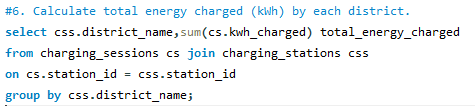 #6. Calculate total energy charged (kWh) by each district.
select css.district_name,sum(cs.kwh_charged) total_energy_charged
from charging_sessions cs join charging_stations css
on cs.station_id = css.station_id
group by css.district_name;